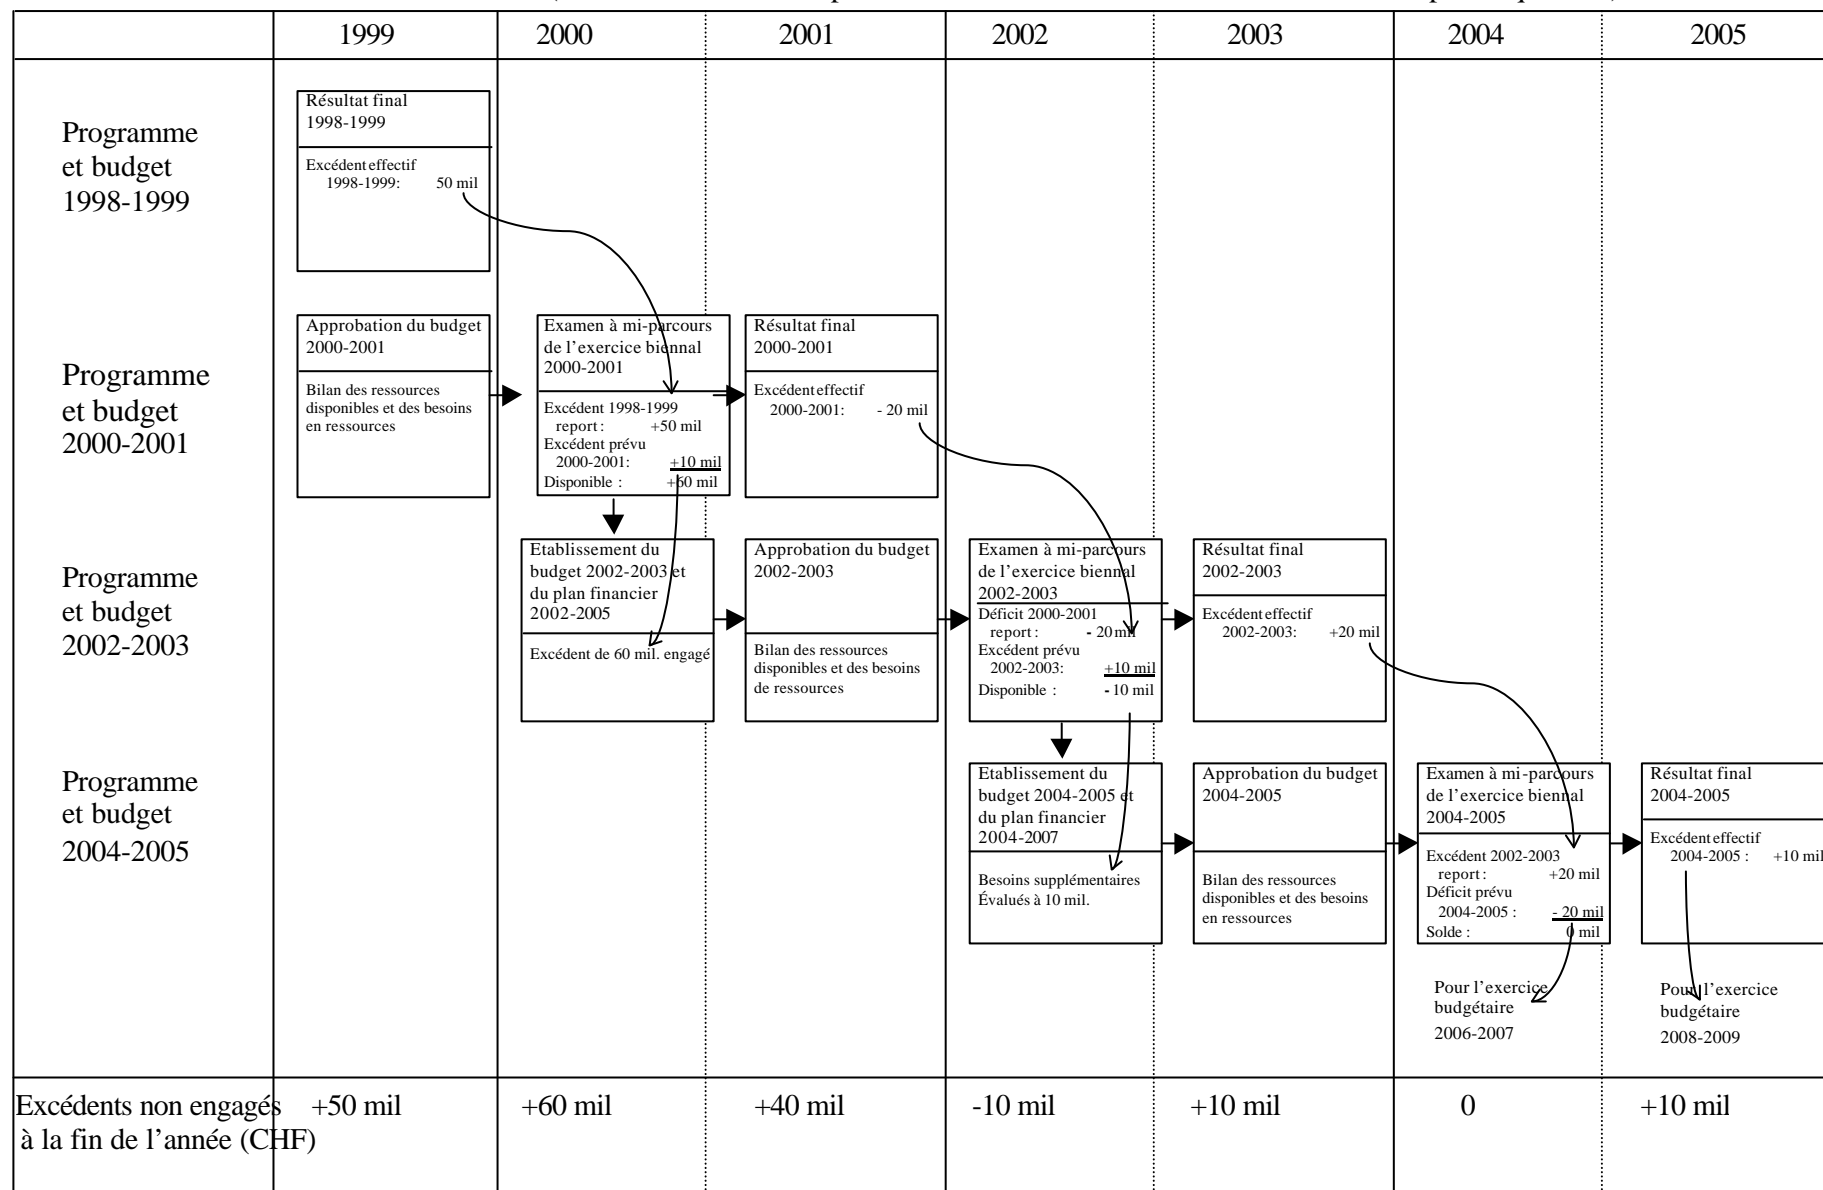 1999 2000 2001 2002 2003 2004 2005
Programme
et budget
1998-1999
Résultat final
1998-1999
Excédent effectif
1998-1999: 50 mil
Programme
et budget
2000-2001
Approbation du budget
2000-2001
Bilan des ressources
disponibles et des besoins
en ressources
Examen à mi-parcours
de l’exercice biennal
2000-2001
Excédent 1998-1999
report : +50 mil
Excédent prévu
2000-2001: +10 mil
Disponible : +60 mil
Résultat final
2000-2001
Excédent effectif
2000-2001: - 20 mil
Programme
et budget
2002-2003
Etablissement du
budget 2002-2003 et
du plan financier
2002-2005
Excédent de 60 mil. engagé
Approbation du budget
2002-2003
Bilan des ressources
disponibles et des besoins
de ressources
Examen à mi-parcours
de l’exercice biennal
2002-2003
Déficit 2000-2001
report : - 20 mil
Excédent prévu
2002-2003: +10 mil
Disponible : - 10 mil
Résultat final
2002-2003
Excédent effectif
2002-2003: +20 mil
Programme
et budget
2004-2005
Etablissement du
budget 2004-2005 et
du plan financier
2004-2007
Besoins supplémentaires
Évalués à 10 mil.
Approbation du budget
2004-2005
Bilan des ressources
disponibles et des besoins
en ressources
Examen à mi-parcours
de l’exercice biennal
2004-2005
Excédent 2002-2003
report : +20 mil
Déficit prévu
2004-2005 : - 20 mil
Solde : 0 mil
Résultat final
2004-2005
Excédent effectif
2004-2005 : +10 mil
Pour l’exercice
budgétaire
2006-2007
Pour l’exercice
budgétaire
2008-2009
Excédents non engagés +50 mil +60 mil +40 mil -10 mil +10 mil 0 +10 mil
à la fin de l’année (CHF)